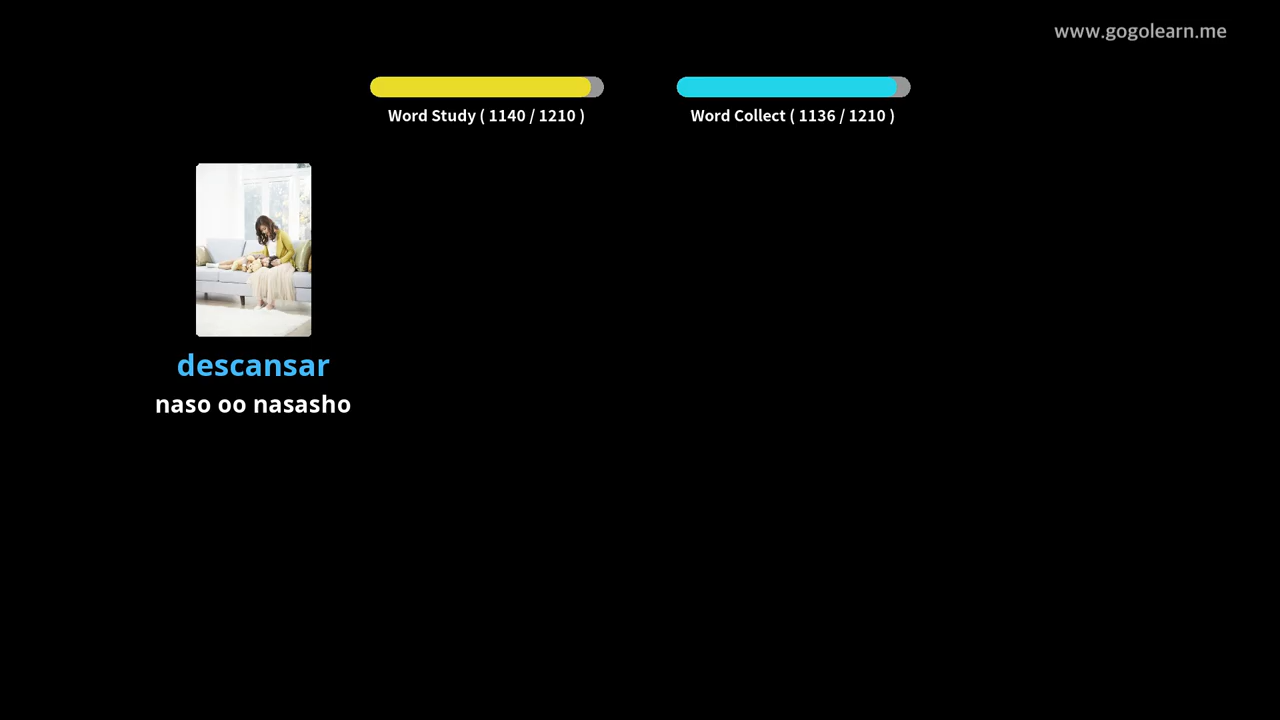 www.gogolearn.me
Word Study ( 1140 / 1210 )
Word Collect ( 1136 / 1210 )
descansar
naso oo nasasho